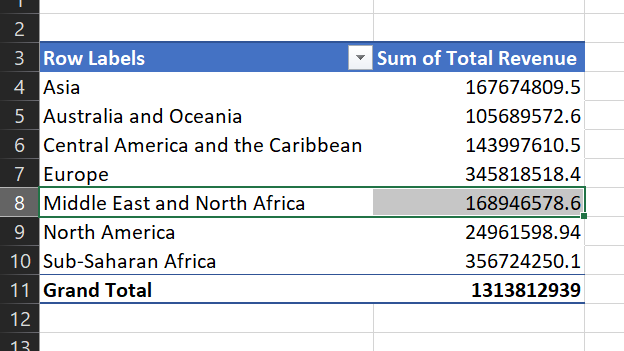 2
3 Row Labels Sum of Total Revenue
4 Asia 167674809.5
5 Australia and Oceania 105689572.6
6 Central America and the Caribbean 143997610.5
7 Europe 345818518.4
8 Middle East and North Africa 168946578.6
9 North America 24961598.94
10 Sub-Saharan Africa 356724250.1
11 Grand Total 1313812939
12
13